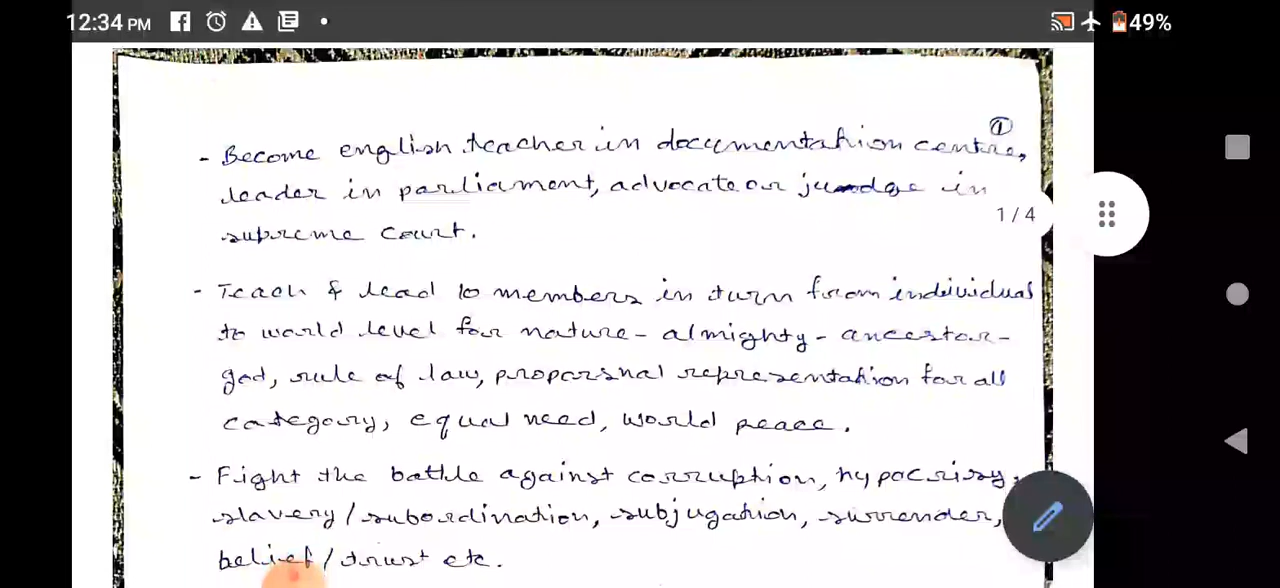 12:34 PM
49%
①
- Become english teacher in documentation centre,
leader in parliament, advocate or judge in
supreme court.
1 / 4
- Teach & lead 10 members in turn from individual
to world level for nature - almighty - ancestor -
god, rule of law, proporsnal representation for all
category, equal need, world peace.
- Fight the battle against corruption, hypocrisy,
slavery / subordination, subjugation, surrender,
belief / trust etc.